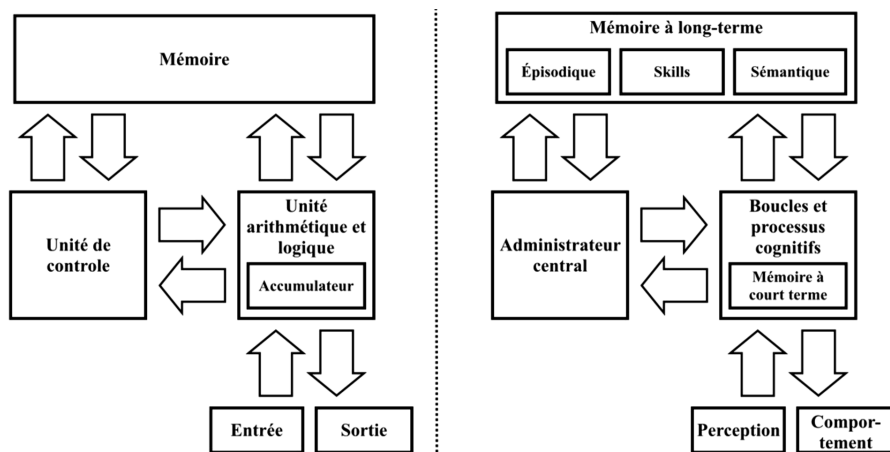 Mémoire
Unité de
controle
Unité
arithmétique et
logique
Accumulateur
Entrée
Sortie
Mémoire à long-terme
Épisodique
Skills
Sémantique
Administrateur
central
Boucles et
processus
cognitifs
Mémoire à
court terme
Perception
Compor-
tement